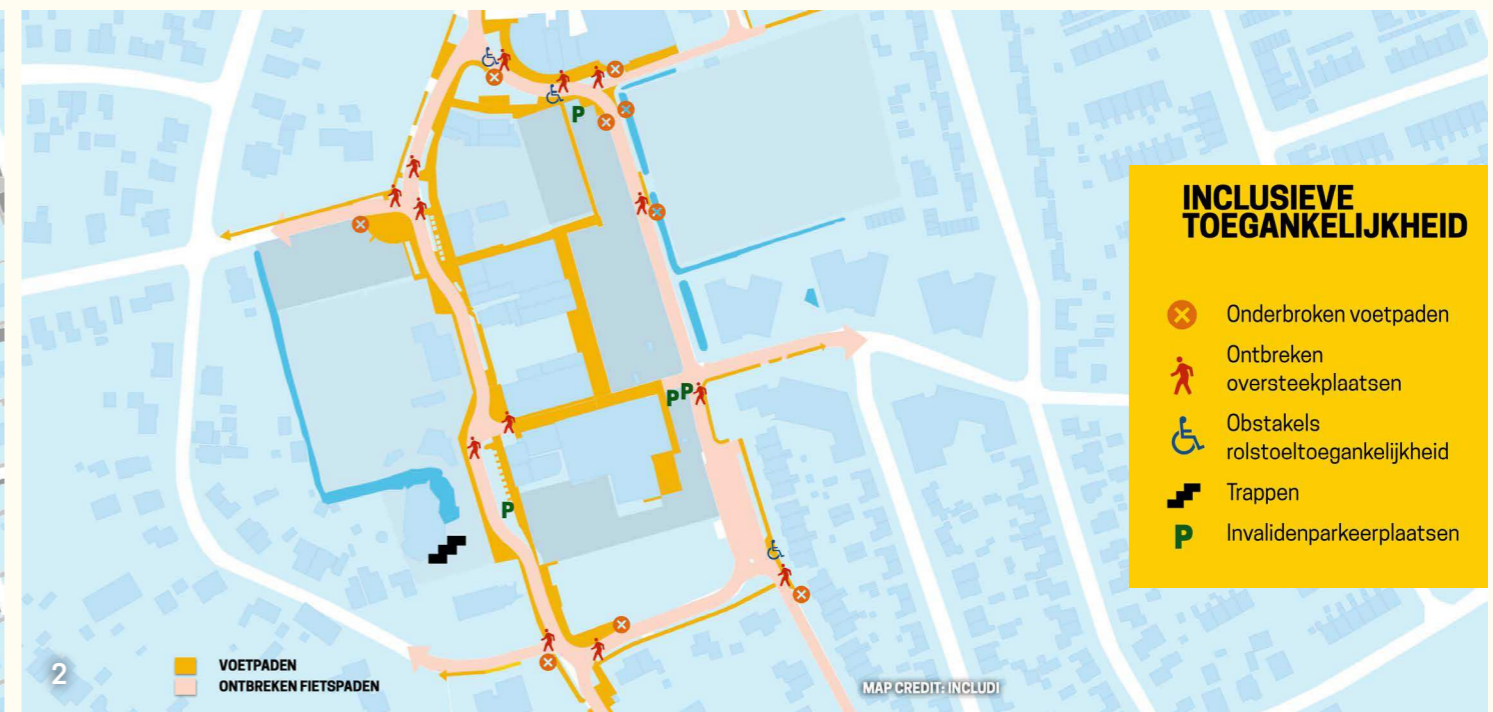 INCLUSIEVE
TOEGANKELIJKHEID
Onderbroken voetpaden
Ontbreken
oversteekplaatsen
Obstakels
rolstoeltoegankelijkheid
Trappen
P Invalidenparkeerplaatsen
P
P P
P
2
VOETPADEN
ONTBREKEN FIETSPADEN
MAP CREDIT: INCLUDI